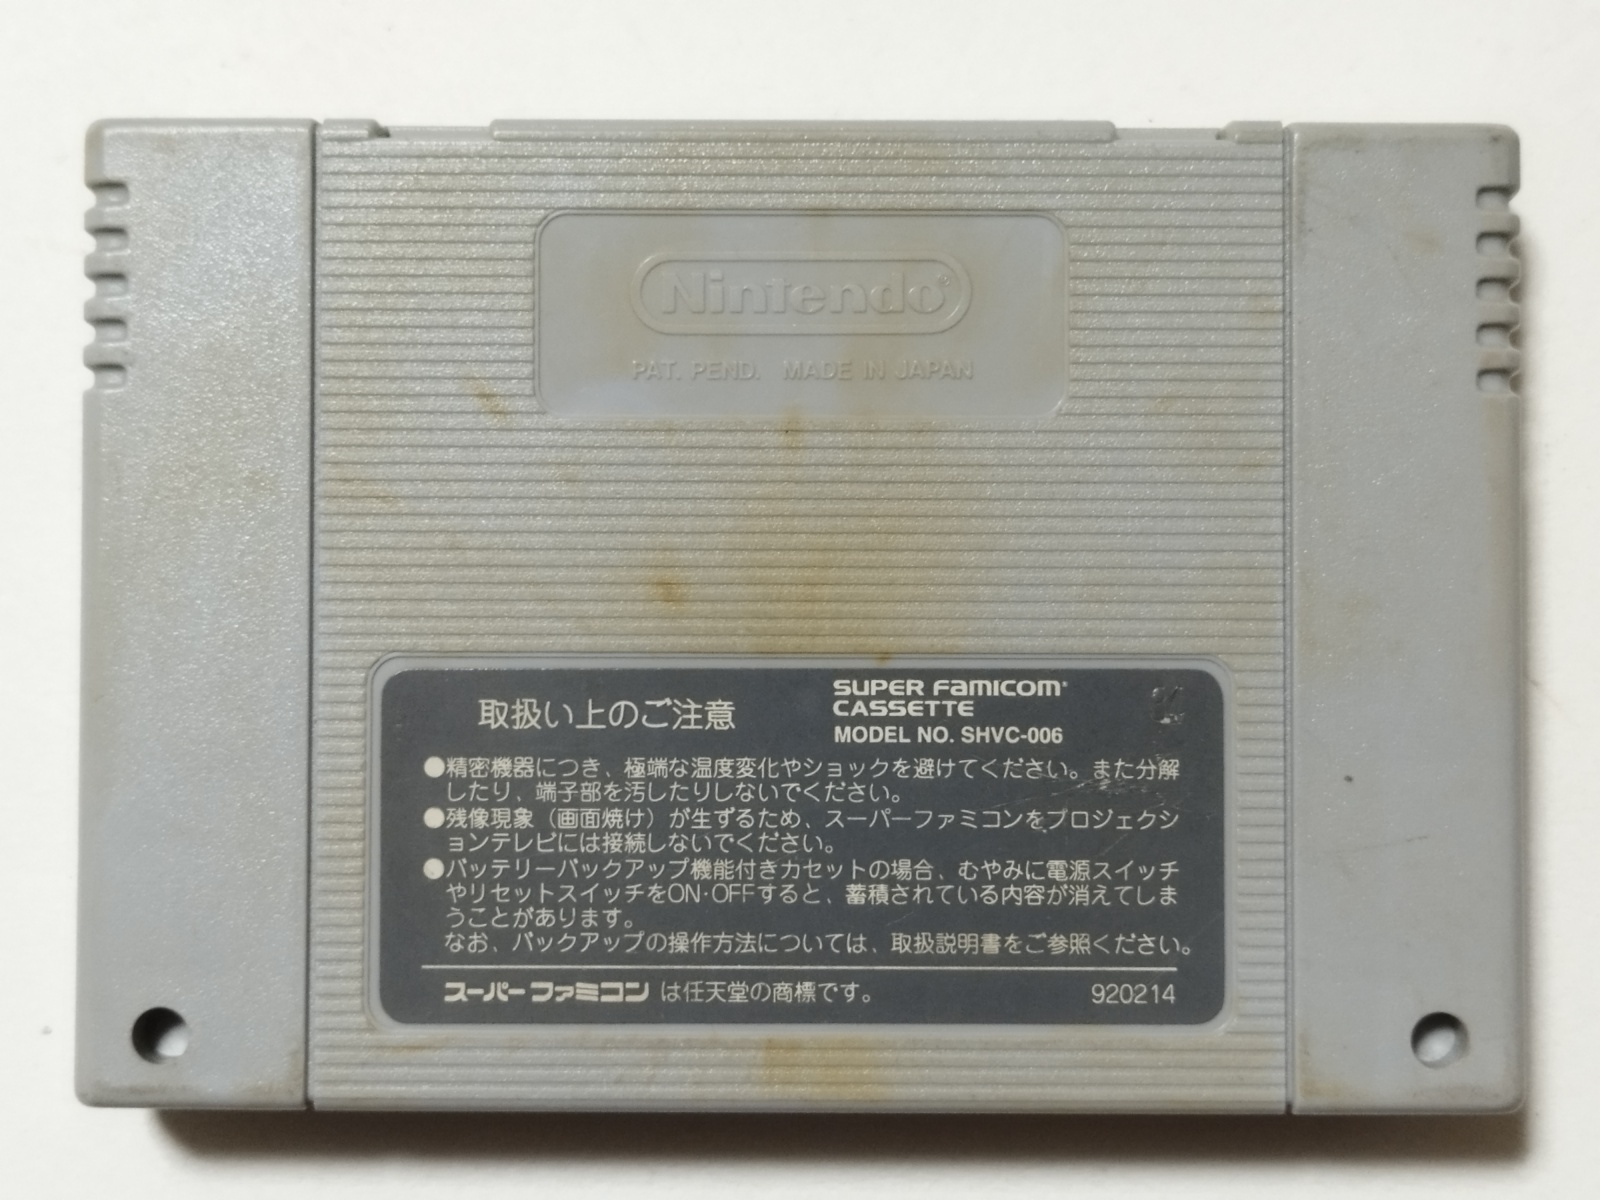 Nintendo®
PAT. PEND. MADE IN JAPAN
取扱い上のご注意
SUPER FAMICOM®
CASSETTE
MODEL NO. SHVC-006
●精密機器につき、極端な温度変化やショックを避けてください。また分解
したり、端子部を汚したりしないでください。
●残像現象（画面焼け）が生ずるため、スーパーファミコンをプロジェクシ
ョンテレビには接続しないでください。
●バッテリーバックアップ機能付きカセットの場合、むやみに電源スイッチ
やリセットスイッチをON·OFFすると、蓄積されている内容が消えてしま
うことがあります。
なお、バックアップの操作方法については、取扱説明書をご参照ください。
スーパーファミコン は任天堂の商標です。
920214